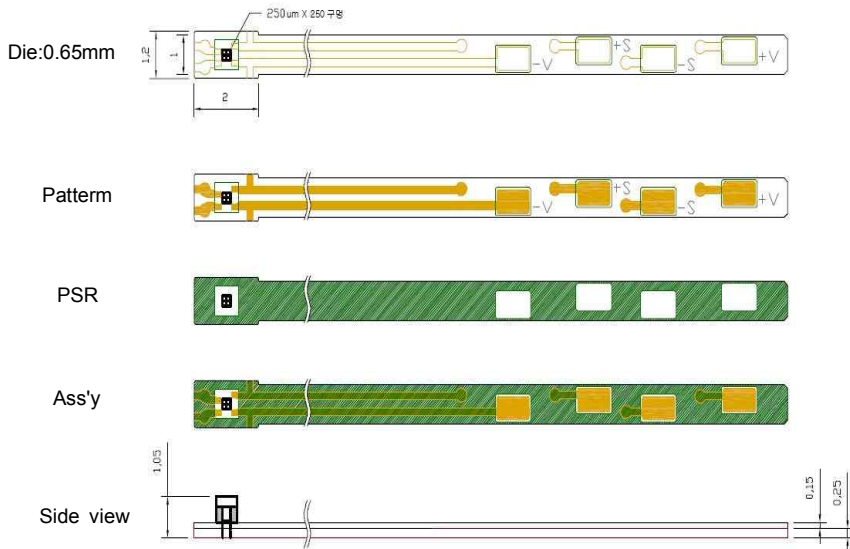 250um X 250 구멍
Die:0.65mm
1,2
1
2
-V
+S
-S
+V
Patterm
-V
+S
-S
+V
PSR
Ass'y
1,05
Side view
0,15
0,25